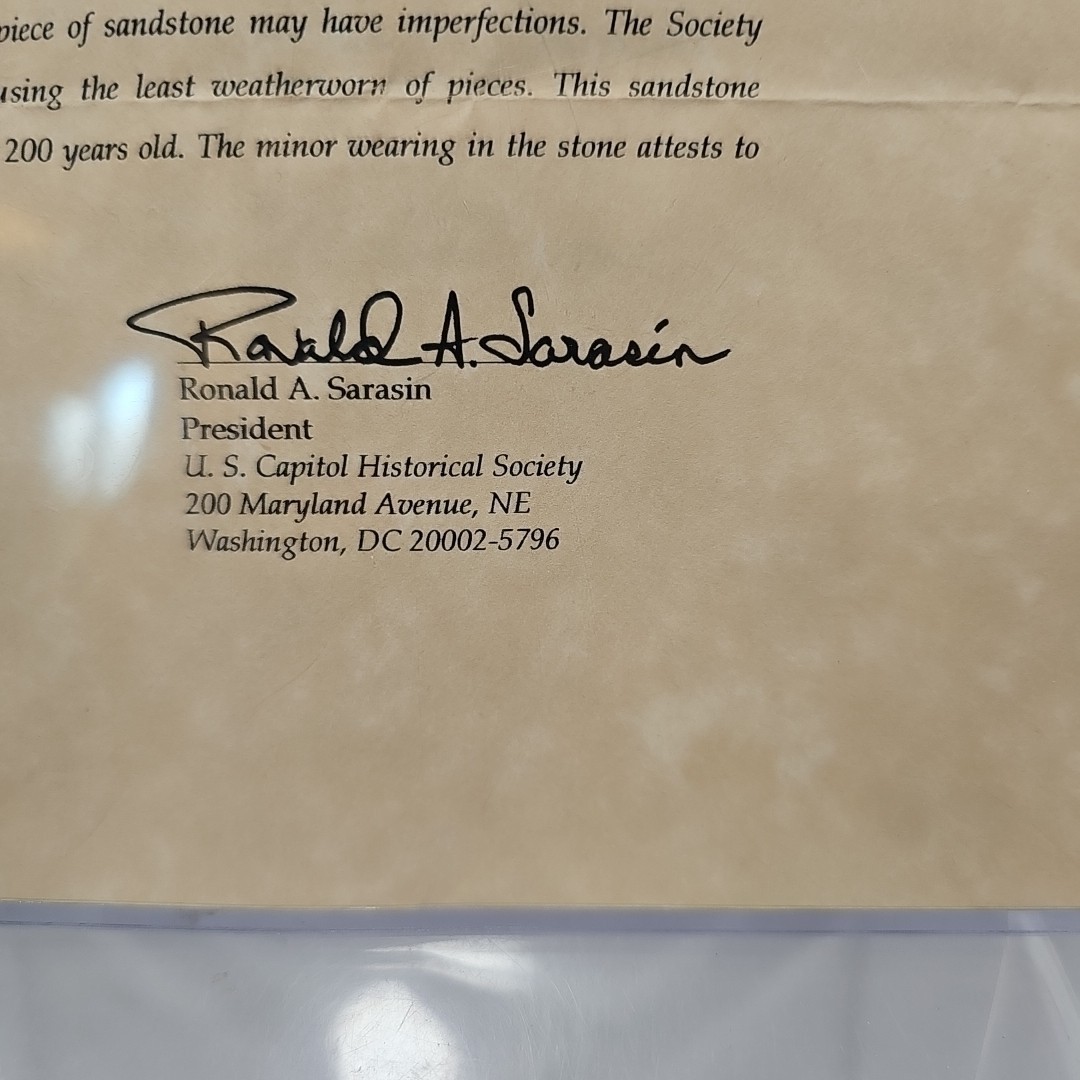 piece of sandstone may have imperfections. The Society
using the least weatherworn of pieces. This sandstone
200 years old. The minor wearing in the stone attests to
Ronald A. Sarasin
Ronald A. Sarasin
President
U. S. Capitol Historical Society
200 Maryland Avenue, NE
Washington, DC 20002-5796